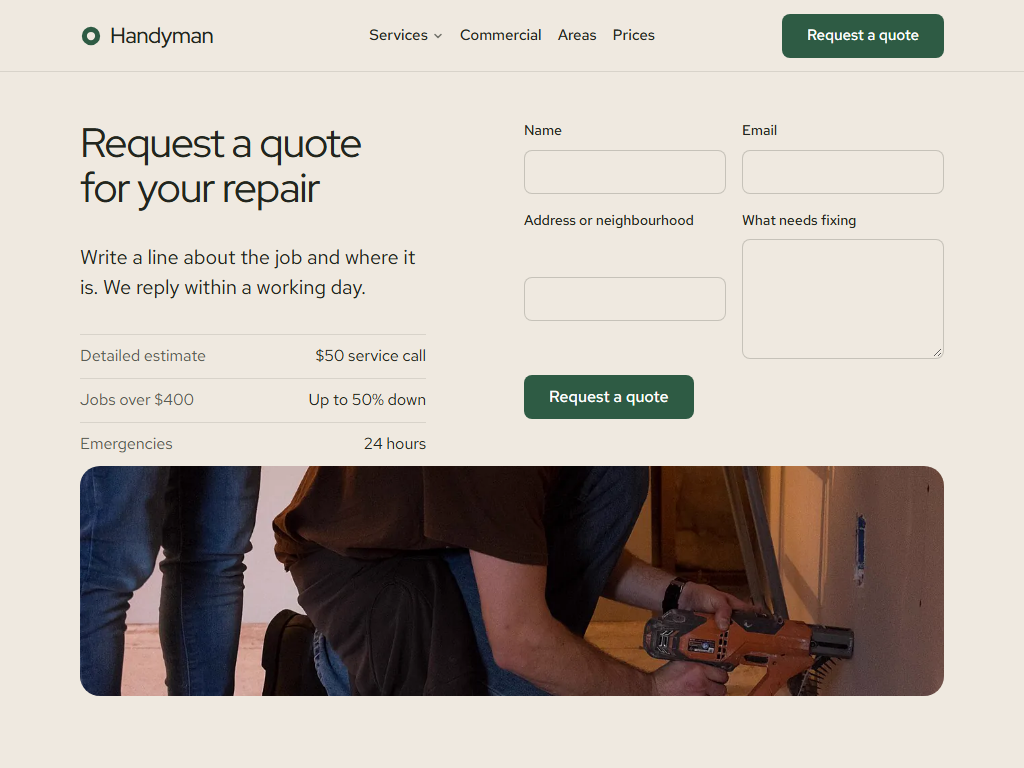 Handyman
Services
Commercial
Areas
Prices
Request a quote
Request a quote
for your repair
Write a line about the job and where it
is. We reply within a working day.
Detailed estimate $50 service call
Jobs over $400 Up to 50% down
Emergencies 24 hours
Name
Email
Address or neighbourhood
What needs fixing
Request a quote